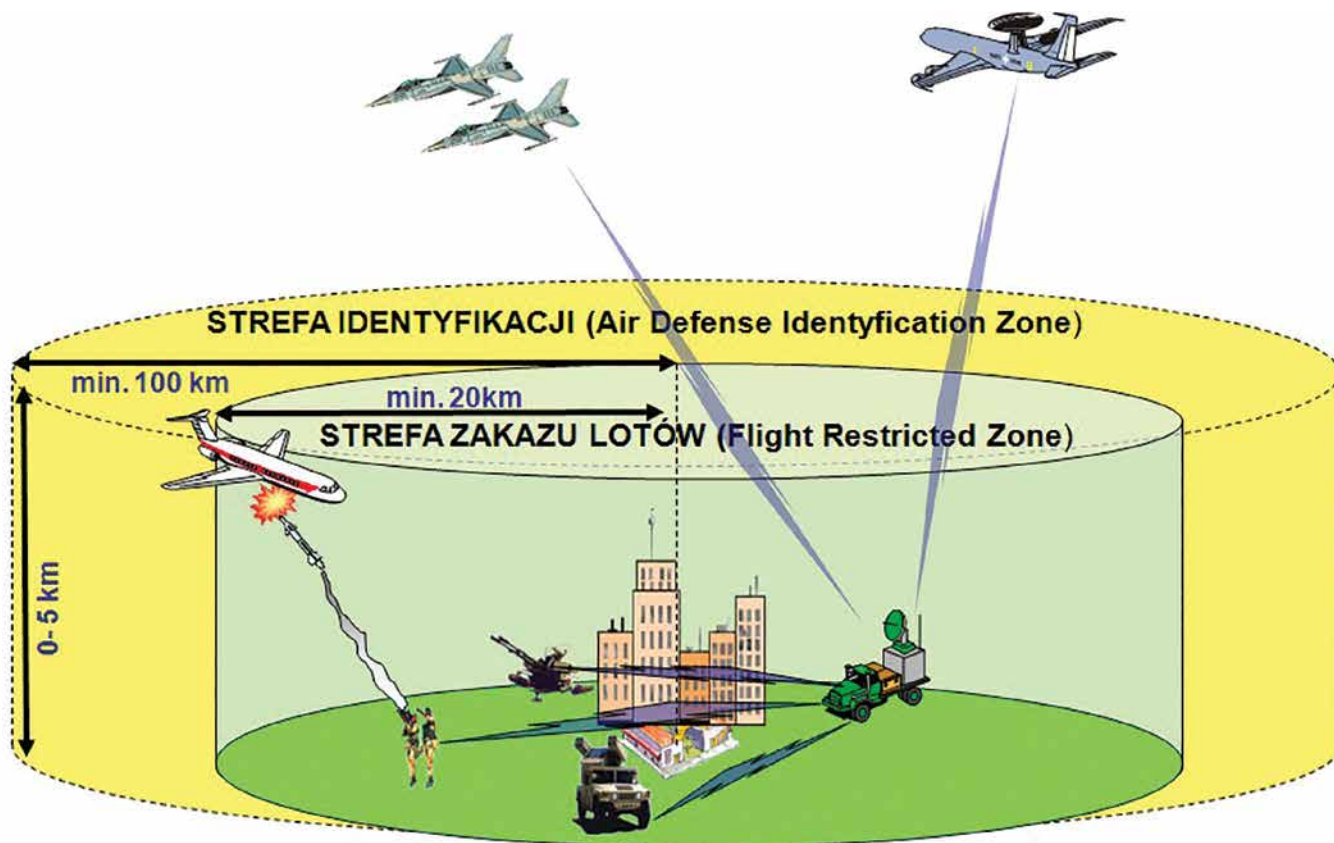 STREFA IDENTYFIKACJI (Air Defense Identyfication Zone)
min. 100 km
min. 20km
STREFA ZAKAZU LOTÓW (Flight Restricted Zone)
0- 5 km